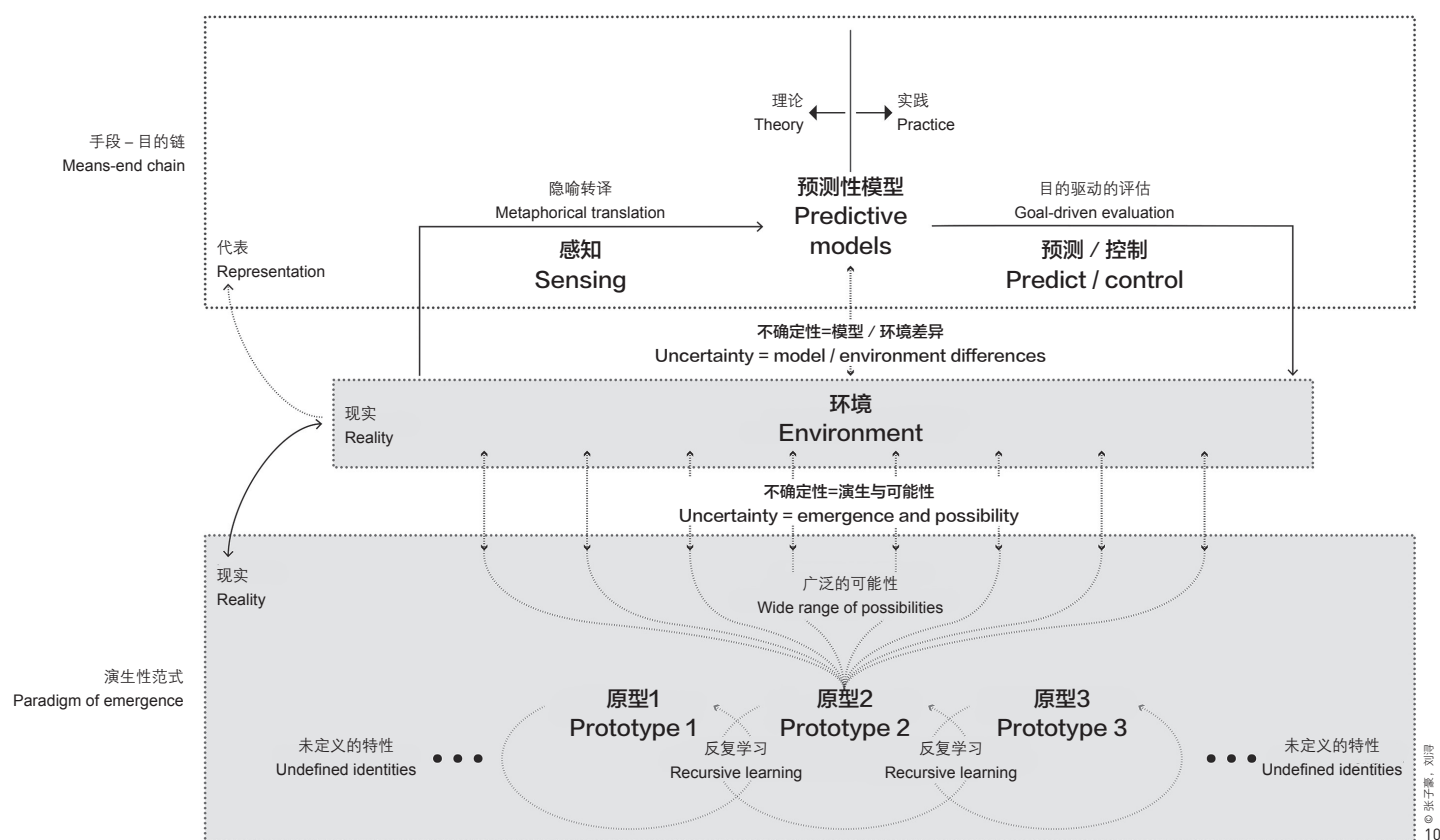 理论
Theory
实践
Practice
手段 – 目的链
Means-end chain
隐喻转译
Metaphorical translation
预测性模型
Predictive
models
目的驱动的评估
Goal-driven evaluation
代表
Representation
感知
Sensing
预测 / 控制
Predict / control
不确定性=模型 / 环境差异
Uncertainty = model / environment differences
现实
Reality
环境
Environment
不确定性=演生与可能性
Uncertainty = emergence and possibility
现实
Reality
广泛的可能性
Wide range of possibilities
演生性范式
Paradigm of emergence
原型1
Prototype 1
原型2
Prototype 2
原型3
Prototype 3
未定义的特性
Undefined identities
反复学习
Recursive learning
反复学习
Recursive learning
未定义的特性
Undefined identities
© 张子豪，刘浔
10